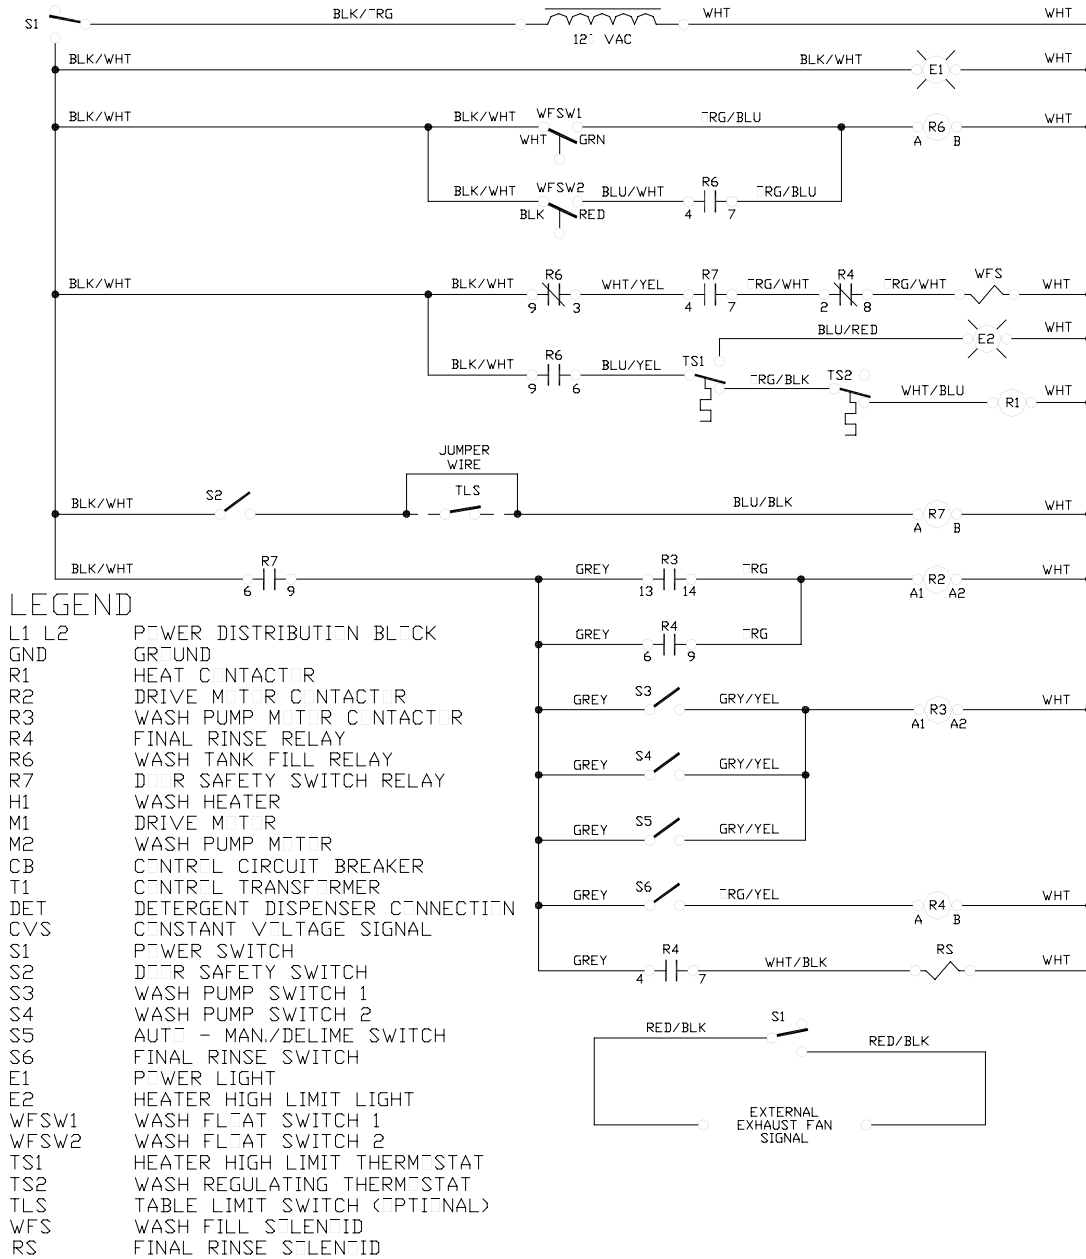 S1 BLK/ORG WHT WHT
120 VAC
BLK/WHT BLK/WHT E1 WHT
BLK/WHT BLK/WHT WFSW1 ORG/BLU R6 WHT
WHT GRN A B
BLK/WHT WFSW2 BLU/WHT R6 ORG/BLU
BLK RED 4 7
BLK/WHT BLK/WHT R6 WHT/YEL R7 ORG/WHT R4 ORG/WHT WFS WHT
9 3 4 7 2 8
BLU/RED E2 WHT
BLK/WHT R6 BLU/YEL TS1 ORG/BLK TS2 WHT/BLU R1 WHT
9 6
JUMPER
WIRE
BLK/WHT S2 TLS BLU/BLK R7 WHT
A B
BLK/WHT R7 GREY R3 ORG R2 WHT
6 9 13 14 A1 A2
GREY R4 ORG
6 9
GREY S3 GRY/YEL R3 WHT
A1 A2
GREY S4 GRY/YEL
GREY S5 GRY/YEL
GREY S6 ORG/YEL R4 WHT
A B
GREY R4 WHT/BLK RS WHT
4 7
RED/BLK S1 RED/BLK
EXTERNAL
EXHAUST FAN
SIGNAL
LEGEND
L1 L2 POWER DISTRIBUTION BLOCK
GND GROUND
R1 HEAT CONTACTOR
R2 DRIVE MOTOR CONTACTOR
R3 WASH PUMP MOTOR CONTACTOR
R4 FINAL RINSE RELAY
R6 WASH TANK FILL RELAY
R7 DOOR SAFETY SWITCH RELAY
H1 WASH HEATER
M1 DRIVE MOTOR
M2 WASH PUMP MOTOR
CB CONTROL CIRCUIT BREAKER
T1 CONTROL TRANSFORMER
DET DETERGENT DISPENSER CONNECTION
CVS CONSTANT VOLTAGE SIGNAL
S1 POWER SWITCH
S2 DOOR SAFETY SWITCH
S3 WASH PUMP SWITCH 1
S4 WASH PUMP SWITCH 2
S5 AUTO - MAN./DELIME SWITCH
S6 FINAL RINSE SWITCH
E1 POWER LIGHT
E2 HEATER HIGH LIMIT LIGHT
WFSW1 WASH FLOAT SWITCH 1
WFSW2 WASH FLOAT SWITCH 2
TS1 HEATER HIGH LIMIT THERMOSTAT
TS2 WASH REGULATING THERMOSTAT
TLS TABLE LIMIT SWITCH (OPTIONAL)
WFS WASH FILL SOLENOID
RS FINAL RINSE SOLENOID